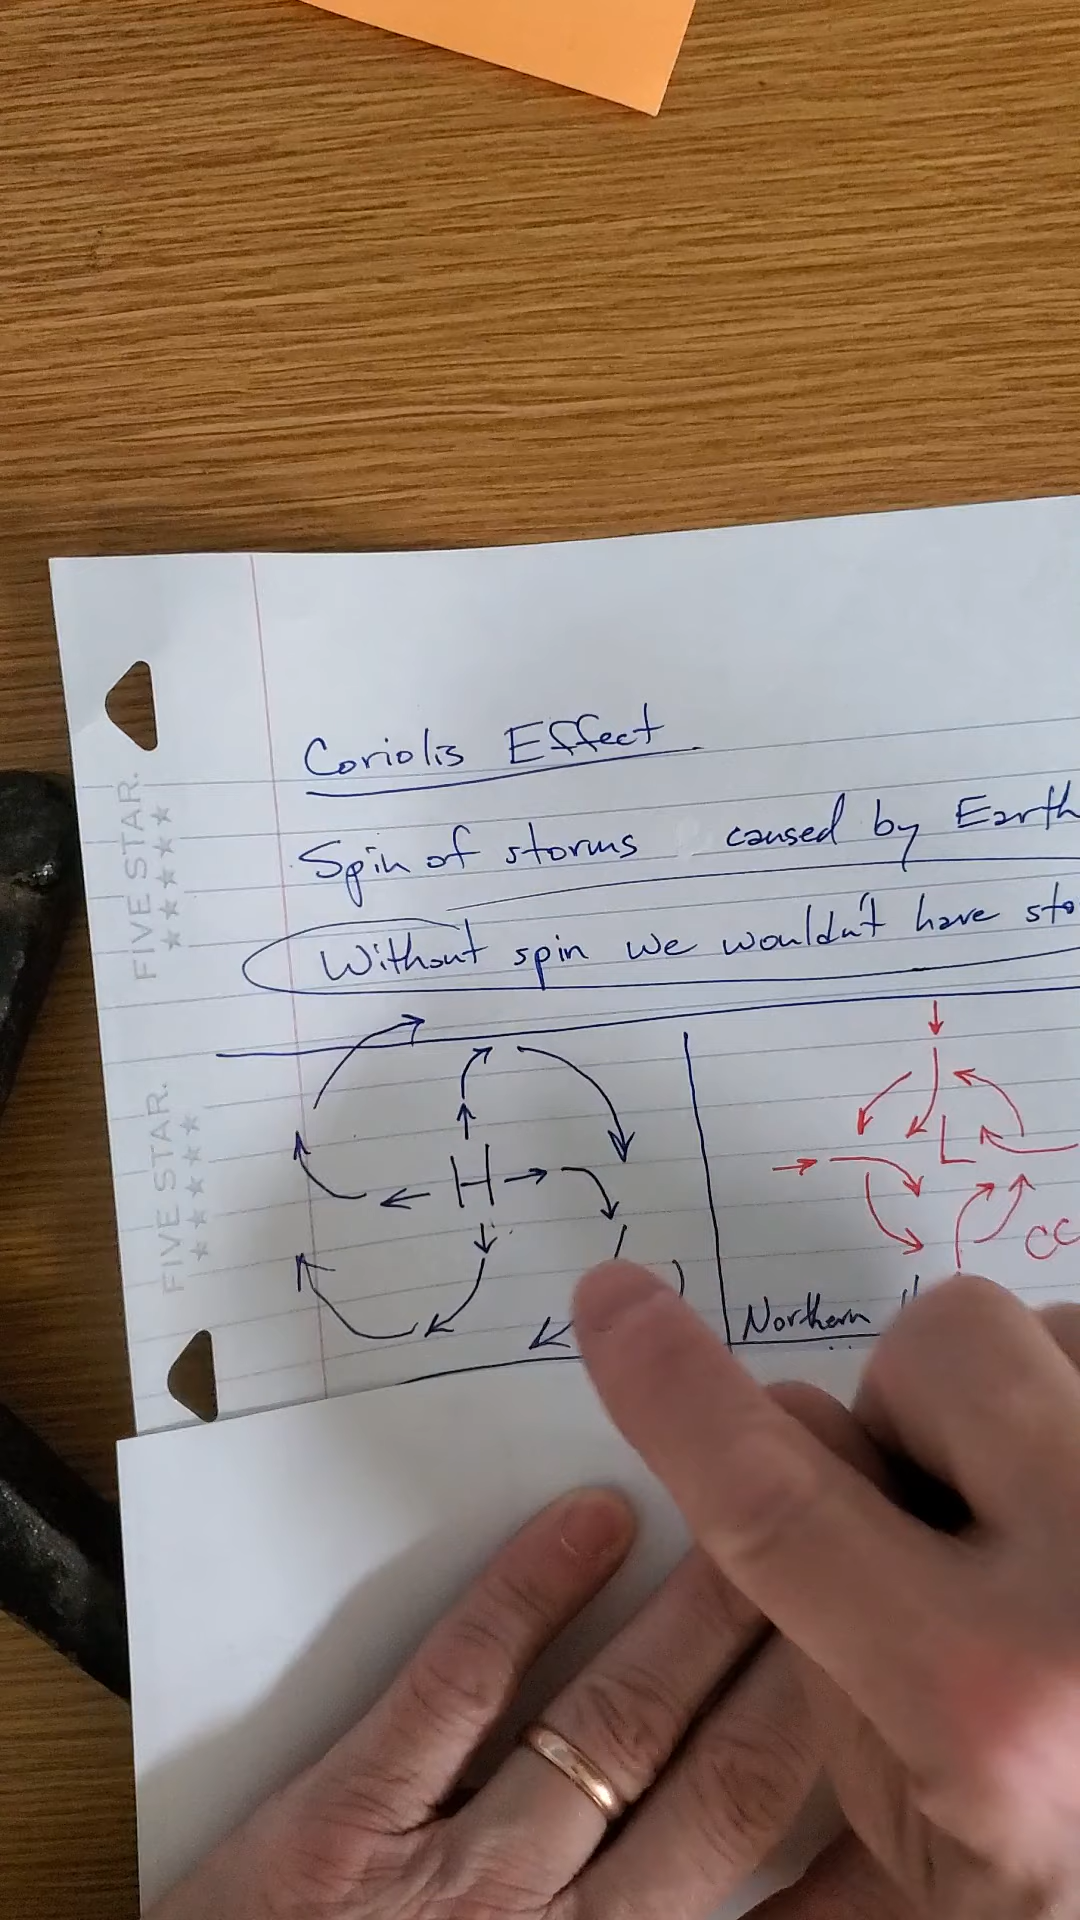 Coriolis Effect
Spin of storms caused by Earth
Without spin we wouldn't have sto
H
L
CC
Northern H
FIVE STAR.
FIVE STAR.